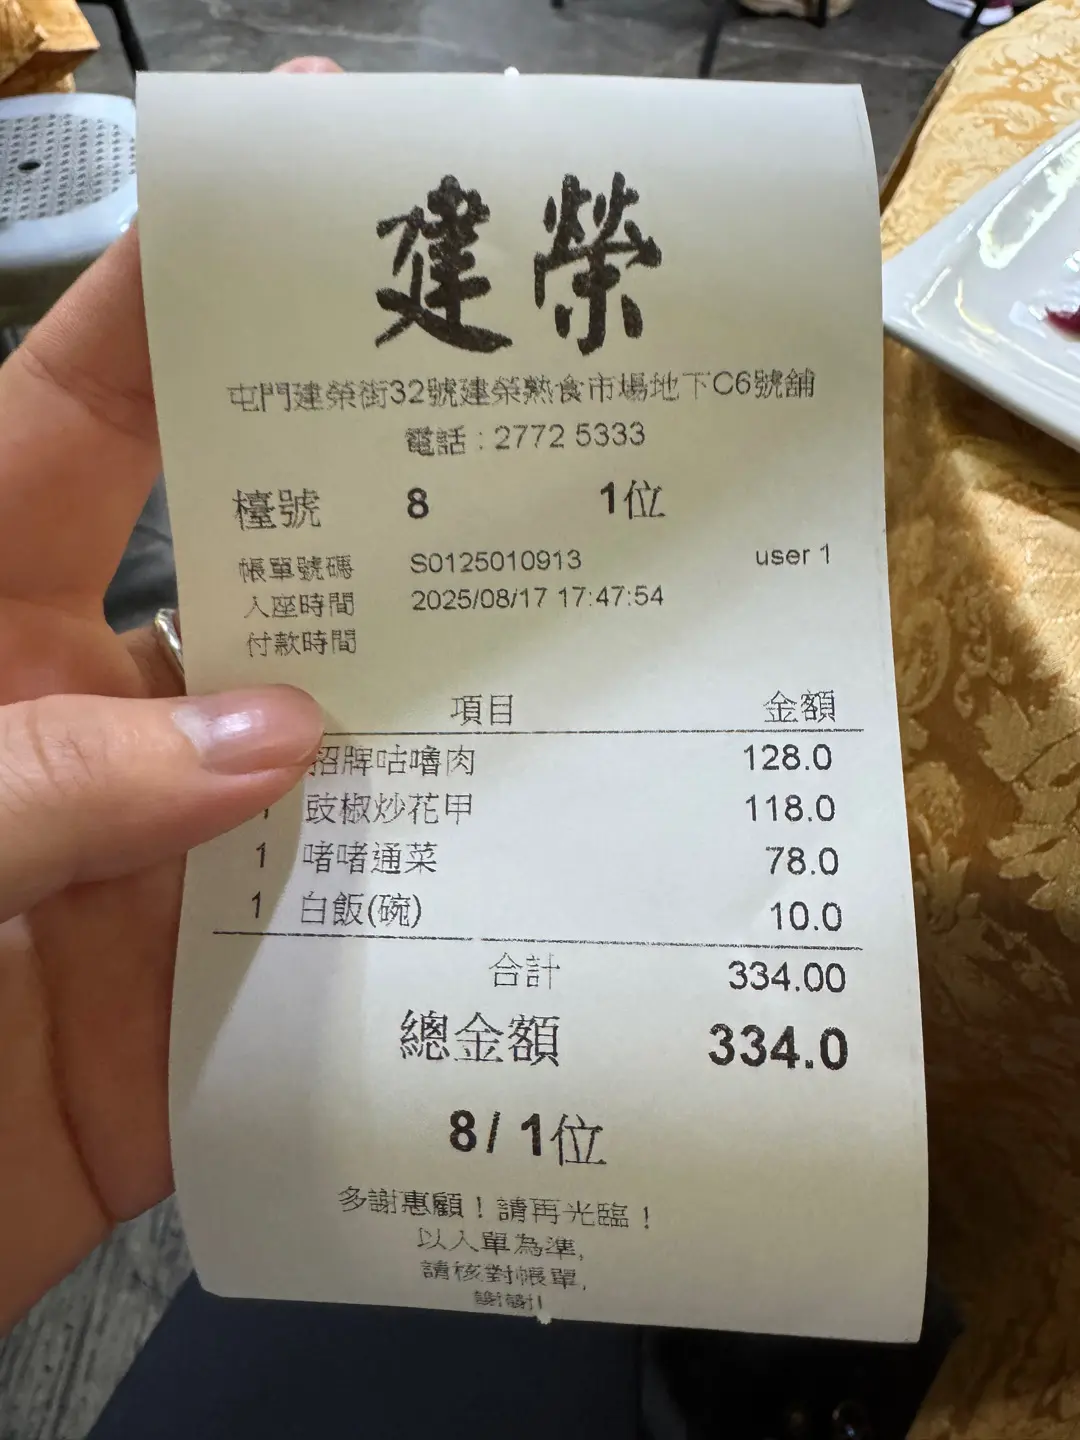 建榮
屯門建榮街32號建榮熟食市場地下C6號舖
電話：2772 5333
檯號 8 1位
帳單號碼 S0125010913 user 1
入座時間 2025/08/17 17:47:54
付款時間
項目 金額
招牌咕嚕肉 128.0
1 豉椒炒花甲 118.0
1 啫啫通菜 78.0
1 白飯(碗) 10.0
合計 334.00
總金額 334.0
8/ 1位
多謝惠顧！請再光臨！
以入單為準,
請核對帳單,
謝謝!